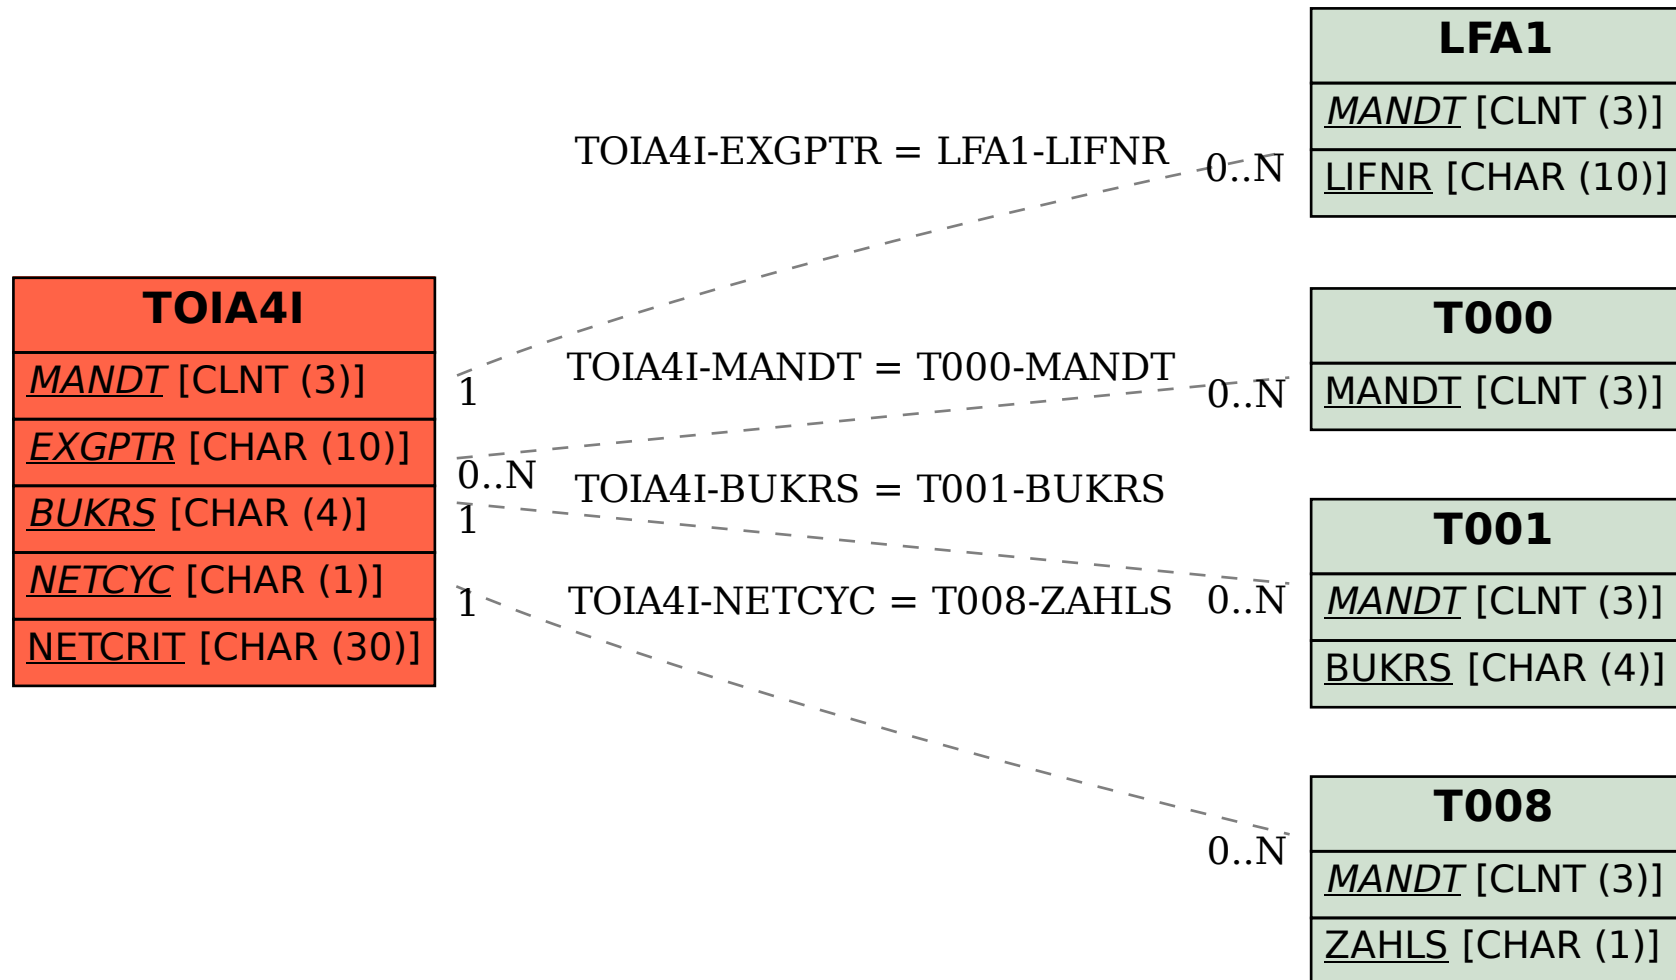 LFA1
MANDT [CLNT (3)]
LIFNR [CHAR (10)]
TOIA4I-EXGPTR = LFA1-LIFNR
0..N
1
TOIA4I
MANDT [CLNT (3)]
EXGPTR [CHAR (10)]
BUKRS [CHAR (4)]
NETCYC [CHAR (1)]
NETCRIT [CHAR (30)]
T000
MANDT [CLNT (3)]
TOIA4I-MANDT = T000-MANDT
0..N
0..N
TOIA4I-BUKRS = T001-BUKRS
1
0..N
T001
MANDT [CLNT (3)]
BUKRS [CHAR (4)]
TOIA4I-NETCYC = T008-ZAHLS
1
0..N
T008
MANDT [CLNT (3)]
ZAHLS [CHAR (1)]